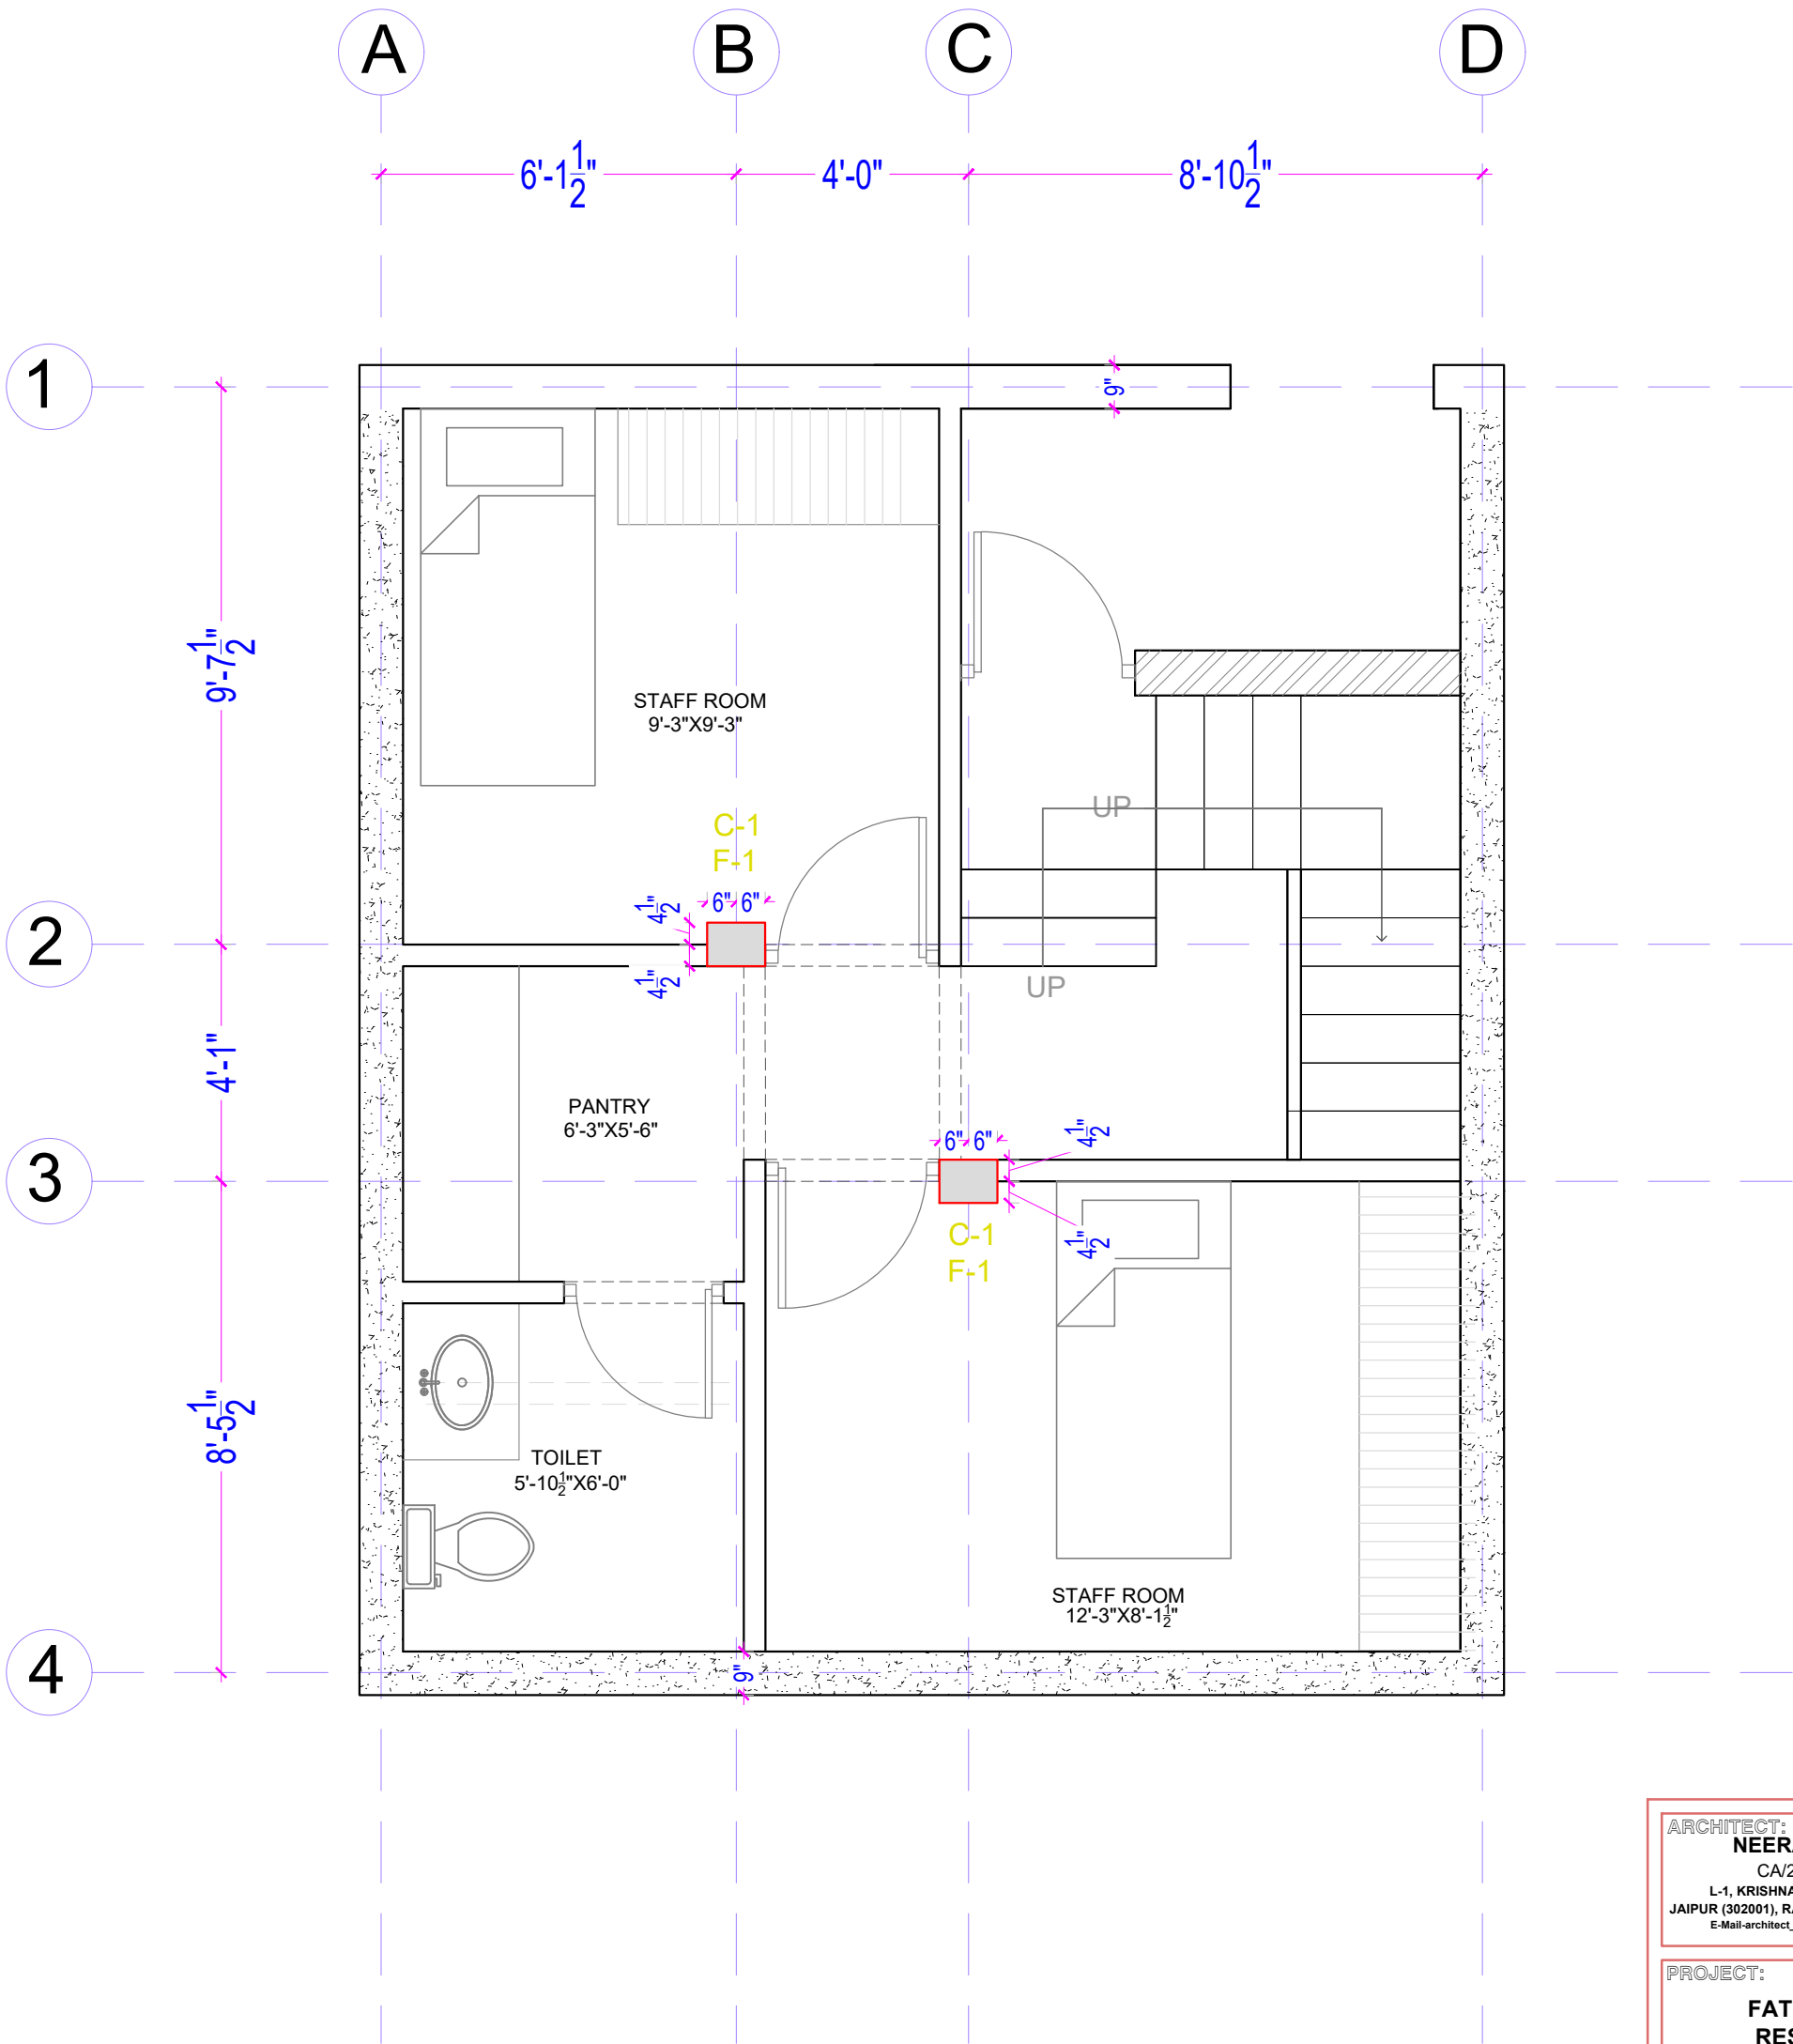 A B C D
6'-1½" 4'-0" 8'-10½"
1
9"
9'-7½"
STAFF ROOM
9'-3"X9'-3"
UP
C-1
F-1
4½" 6" 6"
2
4½"
UP
4'-1"
PANTRY
6'-3"X5'-6"
6" 6" 4½"
3
C-1
F-1
4½"
8'-5½"
TOILET
5'-10½"X6'-0"
STAFF ROOM
12'-3"X8'-1½"
4
9"
ARCHITECT:
CA/2
L-1, KRISHNA
JAIPUR (302001),
E-Mail-architect_
PROJECT: